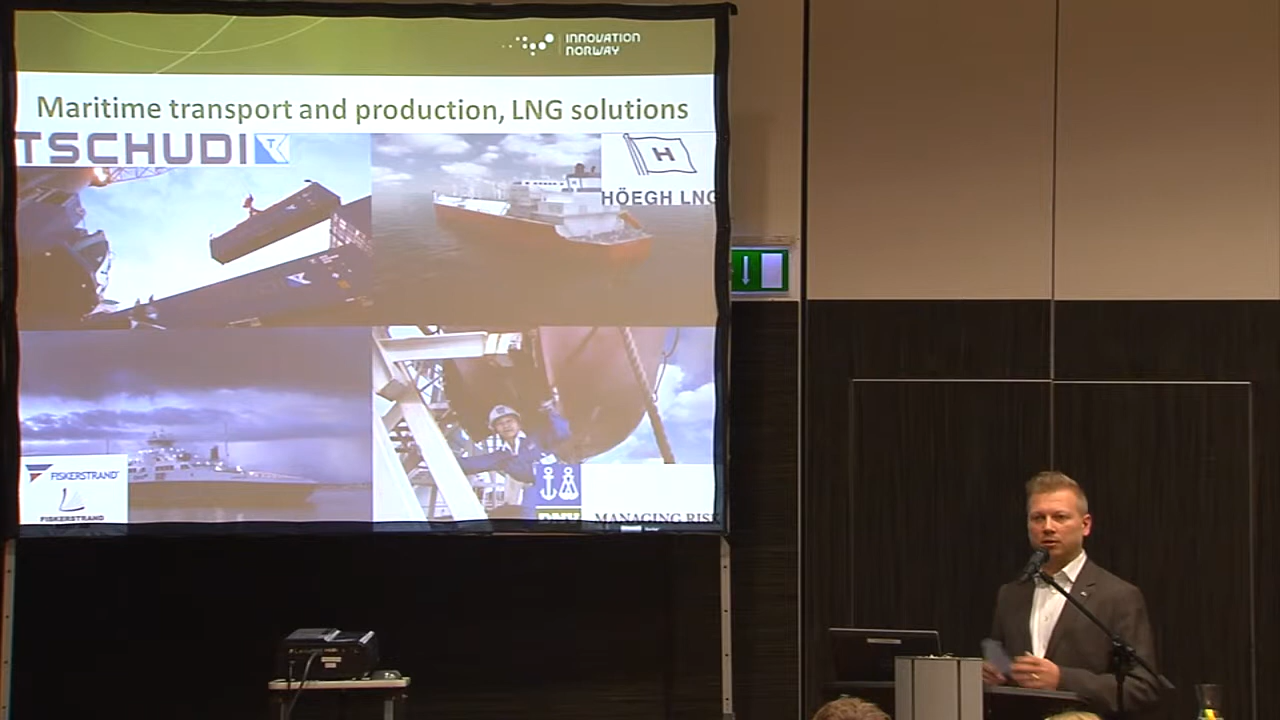 INNOVATION
NORWAY
Maritime transport and production, LNG solutions
TSCHUDI
H
HÖEGH LNG
FISKERSTRAND
FISKERSTRAND
DNV
MANAGING RISK